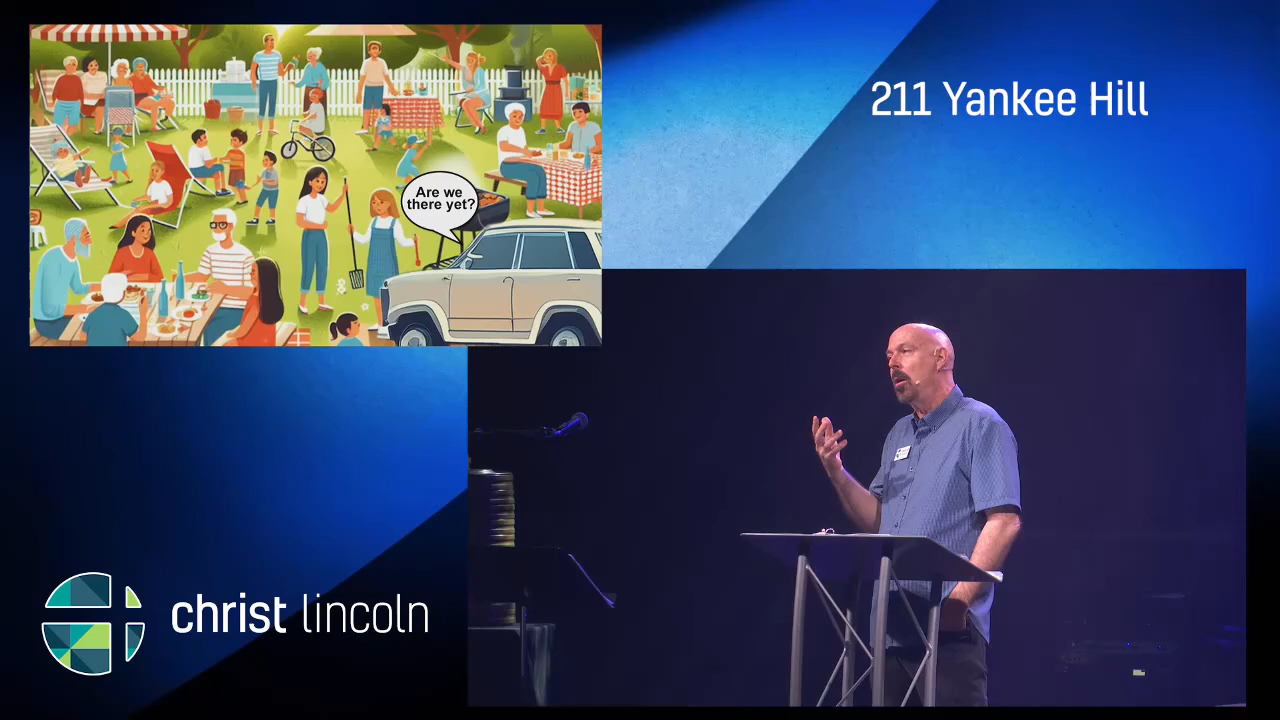 211 Yankee Hill
Are we
there yet?
christ lincoln